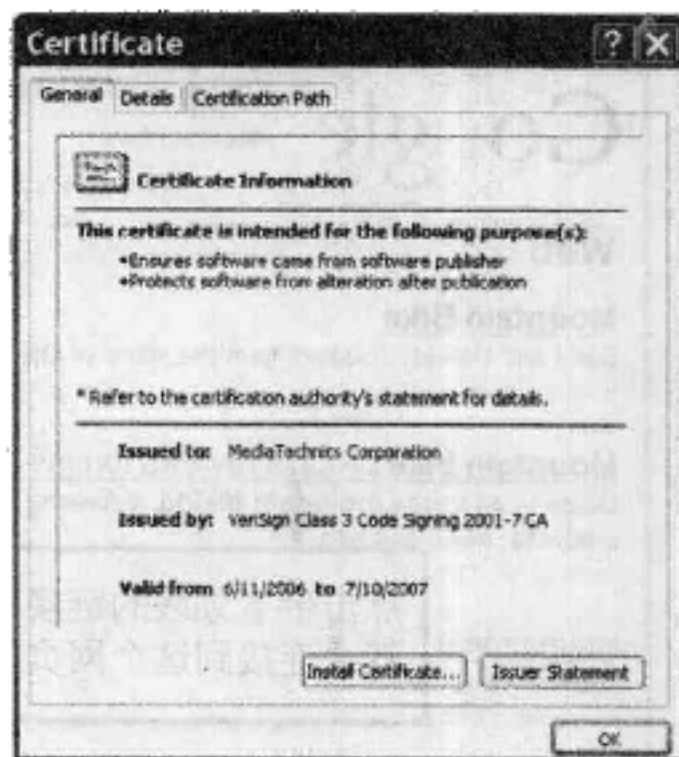 Certificate
General Details Certification Path
Certificate Information
This certificate is intended for the following purpose(s):
•Ensures software came from software publisher
•Protects software from alteration after publication
* Refer to the certification authority's statement for details.
Issued to: MediaTechnics Corporation
Issued by: VeriSign Class 3 Code Signing 2001-7 CA
Valid from 6/11/2006 to 7/10/2007
Install Certificate... Issuer Statement
OK